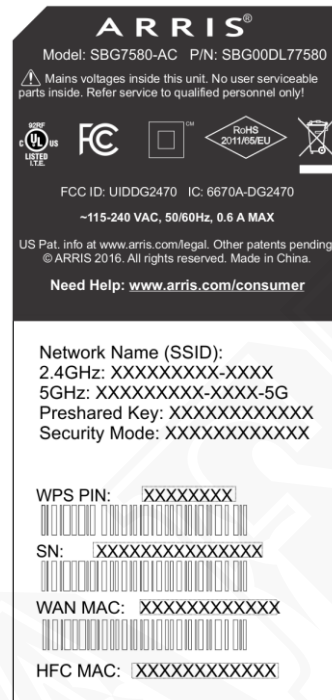 ARRIS®
Model: SBG7580-AC P/N: SBG00DL77580
Mains voltages inside this unit. No user serviceable
parts inside. Refer service to qualified personnel only!
92RF
C UL US
LISTED
I.T.E.
FC
CM
RoHS
2011/65/EU
FCC ID: UIDDG2470 IC: 6670A-DG2470
~115-240 VAC, 50/60Hz, 0.6 A MAX
US Pat. info at www.arris.com/legal. Other patents pending.
© ARRIS 2016. All rights reserved. Made in China.
Need Help: www.arris.com/consumer
Network Name (SSID):
2.4GHz: XXXXXXXXX-XXXX
5GHz: XXXXXXXXX-XXXX-5G
Preshared Key: XXXXXXXXXXXX
Security Mode: XXXXXXXXXXXX
WPS PIN: XXXXXXXX
SN: XXXXXXXXXXXXXXX
WAN MAC: XXXXXXXXXXXX
HFC MAC: XXXXXXXXXXXX